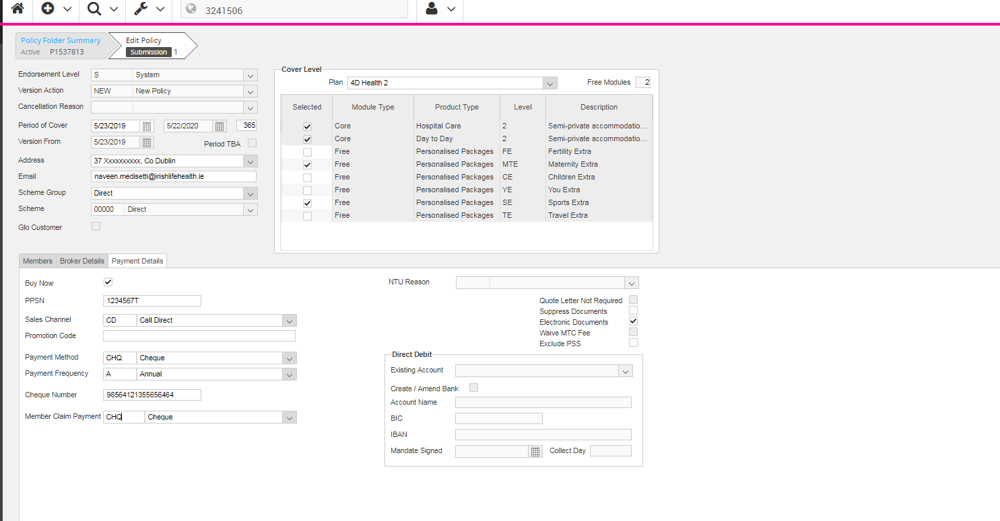 3241506
Policy Folder Summary
Active P1537813
Edit Policy
Submission 1
Endorsement Level S System
Version Action NEW New Policy
Cancellation Reason
Period of Cover 5/23/2019 5/22/2020 365
Version From 5/23/2019 Period TBA
Address 37 Xxxxxxxxxx, Co Dublin
Email naveen.medisetti@irishlifehealth.ie
Scheme Group Direct
Scheme 00000 Direct
Glo Customer
Cover Level
Plan 4D Health 2 Free Modules 2
Selected Module Type Product Type Level Description
Core Hospital Care 2 Semi-private accommodatio...
Core Day to Day 2 Semi-private accommodatio...
Free Personalised Packages FE Fertility Extra
Free Personalised Packages MTE Maternity Extra
Free Personalised Packages CE Children Extra
Free Personalised Packages YE You Extra
Free Personalised Packages SE Sports Extra
Free Personalised Packages TE Travel Extra
Members Broker Details Payment Details
Buy Now
PPSN 1234567T
Sales Channel CD Call Direct
Promotion Code
Payment Method CHQ Cheque
Payment Frequency A Annual
Cheque Number 98564121355656464
Member Claim Payment CHQ Cheque
NTU Reason
Quote Letter Not Required
Suppress Documents
Electronic Documents
Waive MTC Fee
Exclude PSS
Direct Debit
Existing Account
Create / Amend Bank
Account Name
BIC
IBAN
Mandate Signed Collect Day